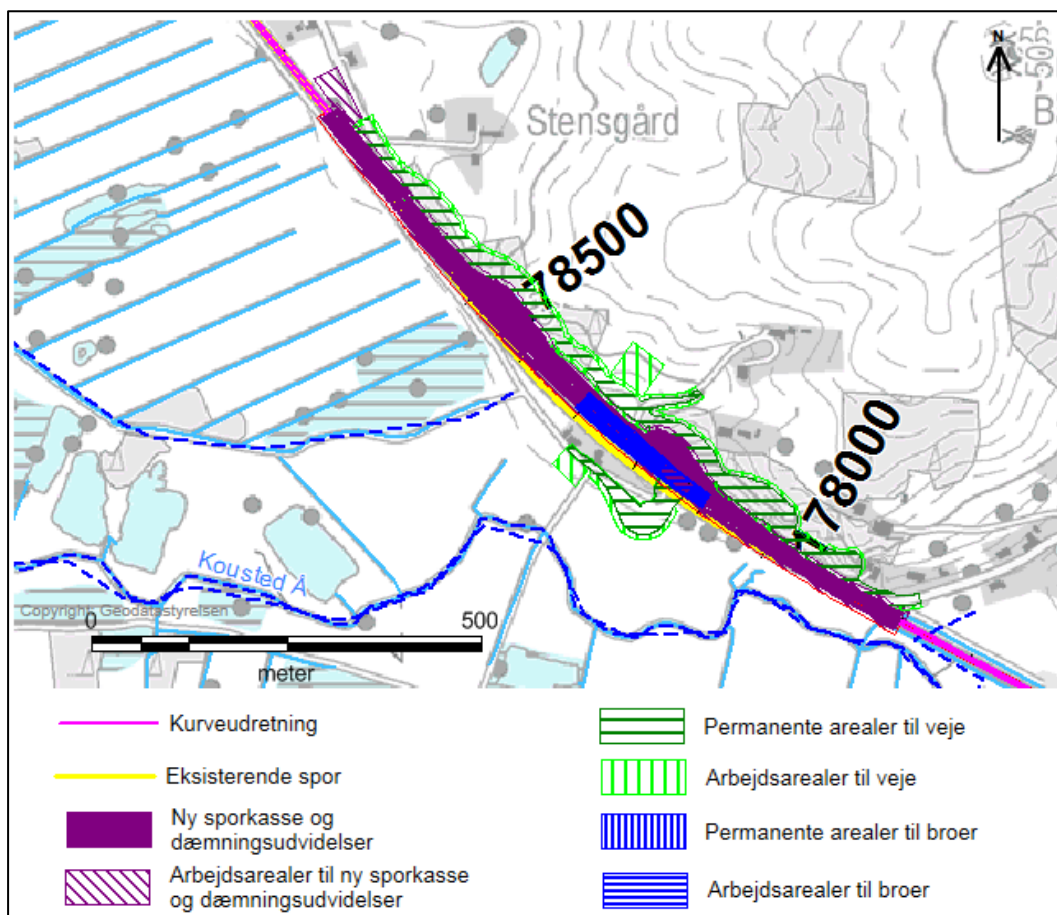 N
Stensgård
B
78500
78000
Kousted Å
Copyright, Geodatastyrelsen
0
500
meter
Kurveudretning
Eksisterende spor
Ny sporkasse og
dæmningsudvidelser
Arbejdsarealer til ny sporkasse
og dæmningsudvidelser
Permanente arealer til veje
Arbejdsarealer til veje
Permanente arealer til broer
Arbejdsarealer til broer